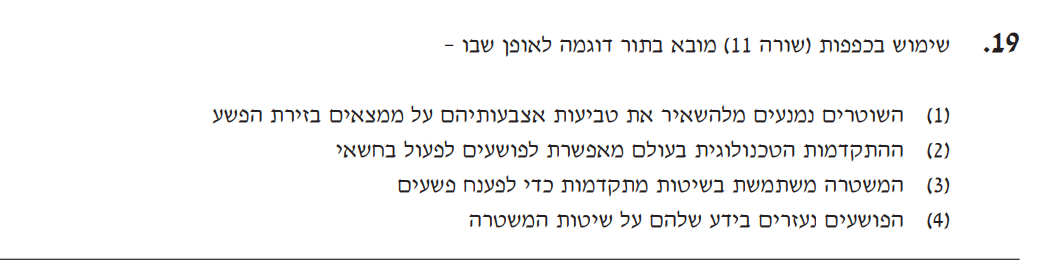 19. שימוש בכפפות (שורה 11) מובא בתור דוגמה לאופן שבו –
(1) השוטרים נמנעים מלהשאיר את טביעות אצבעותיהם על ממצאים בזירת הפשע
(2) ההתקדמות הטכנולוגית בעולם מאפשרת לפושעים לפעול בחשאי
(3) המשטרה משתמשת בשיטות מתקדמות כדי לפענח פשעים
(4) הפושעים נעזרים בידע שלהם על שיטות המשטרה